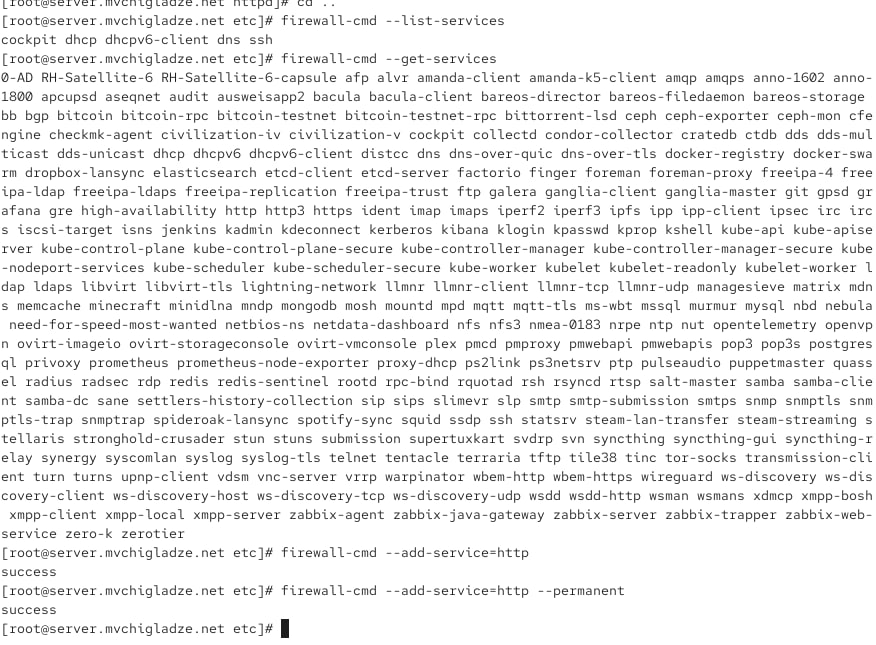 [root@server.mvchigladze.net httpd]# cd ..
[root@server.mvchigladze.net etc]# firewall-cmd --list-services
cockpit dhcp dhcpv6-client dns ssh
[root@server.mvchigladze.net etc]# firewall-cmd --get-services
0-AD RH-Satellite-6 RH-Satellite-6-capsule afp alvr amanda-client amanda-k5-client amqp amqps anno-1602 anno-
1800 apcupsd aseqnet audit ausweisapp2 bacula bacula-client bareos-director bareos-filedaemon bareos-storage
bb bgp bitcoin bitcoin-rpc bitcoin-testnet bitcoin-testnet-rpc bittorrent-lsd ceph ceph-exporter ceph-mon cfe
ngine checkmk-agent civilization-iv civilization-v cockpit collectd condor-collector cratedb ctdb dds dds-mul
ticast dds-unicast dhcp dhcpv6 dhcpv6-client distcc dns dns-over-quic dns-over-tls docker-registry docker-swa
rm dropbox-lansync elasticsearch etcd-client etcd-server factorio finger foreman foreman-proxy freeipa-4 free
ipa-ldap freeipa-ldaps freeipa-replication freeipa-trust ftp galera ganglia-client ganglia-master git gpsd gr
afana gre high-availability http http3 https ident imap imaps iperf2 iperf3 ipfs ipp ipp-client ipsec irc irc
s iscsi-target isns jenkins kadmin kdeconnect kerberos kibana klogin kpasswd kprop kshell kube-api kube-apise
rver kube-control-plane kube-control-plane-secure kube-controller-manager kube-controller-manager-secure kube
-nodeport-services kube-scheduler kube-scheduler-secure kube-worker kubelet kubelet-readonly kubelet-worker l
dap ldaps libvirt libvirt-tls lightning-network llmnr llmnr-client llmnr-tcp llmnr-udp managesieve matrix mdn
s memcache minecraft minidlna mndp mongodb mosh mountd mpd mqtt mqtt-tls ms-wbt mssql murmur mysql nbd nebula
need-for-speed-most-wanted netbios-ns netdata-dashboard nfs nfs3 nmea-0183 nrpe ntp nut opentelemetry openvp
n ovirt-imageio ovirt-storageconsole ovirt-vmconsole plex pmcd pmproxy pmwebapi pmwebapis pop3 pop3s postgres
ql privoxy prometheus prometheus-node-exporter proxy-dhcp ps2link ps3netsrv ptp pulseaudio puppetmaster quass
el radius radsec rdp redis redis-sentinel rootd rpc-bind rquotad rsh rsyncd rtsp salt-master samba samba-clie
nt samba-dc sane settlers-history-collection sip sips slimevr slp smtp smtp-submission smtps snmp snmptls snm
ptls-trap snmptrap spideroak-lansync spotify-sync squid ssdp ssh statsrv steam-lan-transfer steam-streaming s
tellaris stronghold-crusader stun stuns submission supertuxkart svdrp svn syncthing syncthing-gui syncthing-r
elay synergy syscomlan syslog syslog-tls telnet tentacle terraria tftp tile38 tinc tor-socks transmission-cli
ent turn turns upnp-client vdsm vnc-server vrrp warpinator wbem-http wbem-https wireguard ws-discovery ws-dis
covery-client ws-discovery-host ws-discovery-tcp ws-discovery-udp wsdd wsdd-http wsman wsmans xdmcp xmpp-bosh
xmpp-client xmpp-local xmpp-server zabbix-agent zabbix-java-gateway zabbix-server zabbix-trapper zabbix-web-
service zero-k zerotier
[root@server.mvchigladze.net etc]# firewall-cmd --add-service=http
success
[root@server.mvchigladze.net etc]# firewall-cmd --add-service=http --permanent
success
[root@server.mvchigladze.net etc]#